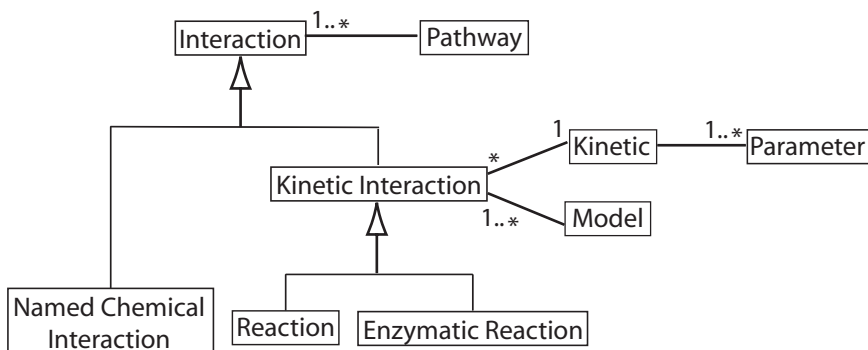 1..*
Interaction
Pathway
1
1..*
Kinetic
Parameter
*
Kinetic Interaction
1..*
Model
Named Chemical
Interaction
Reaction
Enzymatic Reaction